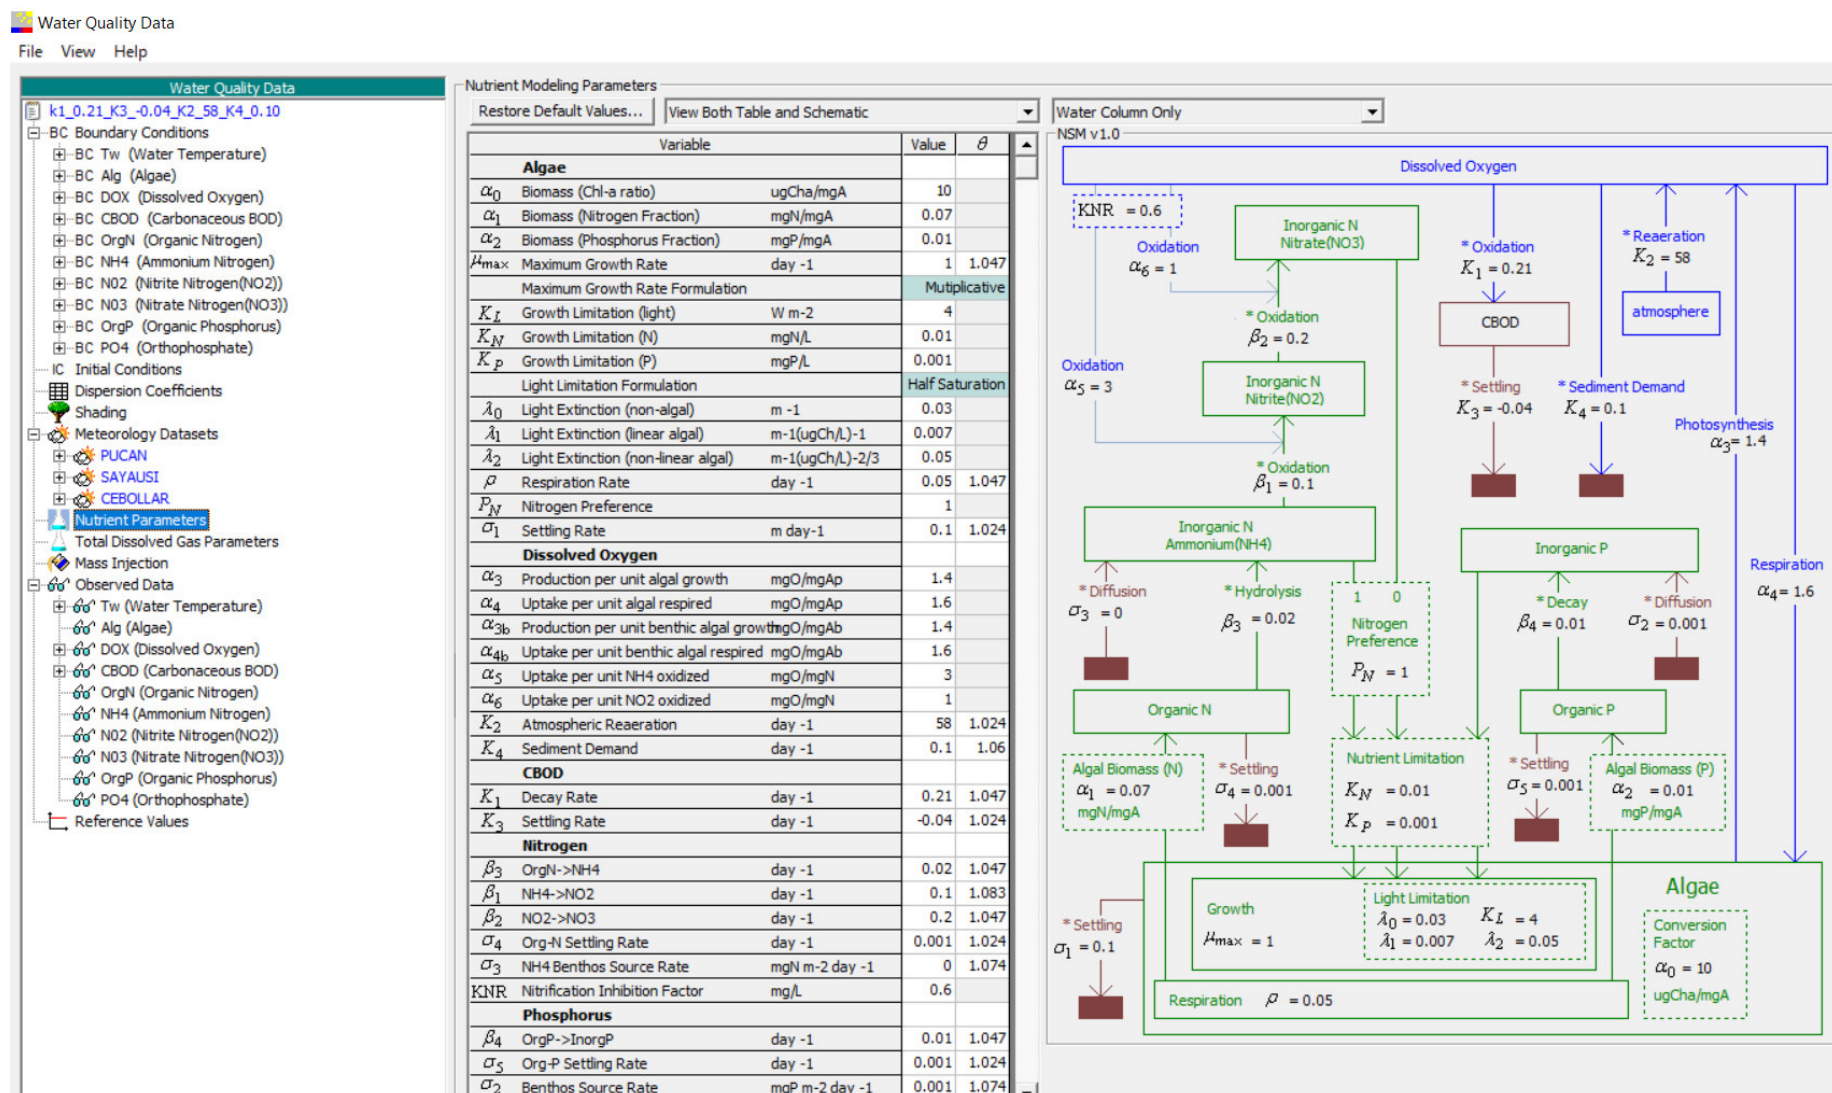 Water Quality Data
File View Help
Water Quality Data
k1_0.21_K3_-0.04_K2_58_K4_0.10
BC Boundary Conditions
BC Tw (Water Temperature)
BC Alg (Algae)
BC DOX (Dissolved Oxygen)
BC CBOD (Carbonaceous BOD)
BC OrgN (Organic Nitrogen)
BC NH4 (Ammonium Nitrogen)
BC N02 (Nitrite Nitrogen(NO2))
BC N03 (Nitrate Nitrogen(NO3))
BC OrgP (Organic Phosphorus)
BC PO4 (Orthophosphate)
IC Initial Conditions
Dispersion Coefficients
Shading
Meteorology Datasets
PUCAN
SAYAUSI
CEBOLLAR
Nutrient Parameters
Total Dissolved Gas Parameters
Mass Injection
Observed Data
Tw (Water Temperature)
Alg (Algae)
DOX (Dissolved Oxygen)
CBOD (Carbonaceous BOD)
OrgN (Organic Nitrogen)
NH4 (Ammonium Nitrogen)
N02 (Nitrite Nitrogen(NO2))
N03 (Nitrate Nitrogen(NO3))
OrgP (Organic Phosphorus)
PO4 (Orthophosphate)
Reference Values
Nutrient Modeling Parameters
Restore Default Values... View Both Table and Schematic
Variable Value θ
Algae
α0 Biomass (Chl-a ratio) ugCha/mgA 10
α1 Biomass (Nitrogen Fraction) mgN/mgA 0.07
α2 Biomass (Phosphorus Fraction) mgP/mgA 0.01
μmax Maximum Growth Rate day -1 1 1.047
Maximum Growth Rate Formulation Mutiplicative
KL Growth Limitation (light) W m-2 4
KN Growth Limitation (N) mgN/L 0.01
KP Growth Limitation (P) mgP/L 0.001
Light Limitation Formulation Half Saturation
λ0 Light Extinction (non-algal) m -1 0.03
λ1 Light Extinction (linear algal) m-1(ugCh/L)-1 0.007
λ2 Light Extinction (non-linear algal) m-1(ugCh/L)-2/3 0.05
ρ Respiration Rate day -1 0.05 1.047
PN Nitrogen Preference 1
σ1 Settling Rate m day-1 0.1 1.024
Dissolved Oxygen
α3 Production per unit algal growth mgO/mgAp 1.4
α4 Uptake per unit algal respired mgO/mgAp 1.6
α3b Production per unit benthic algal growth mgO/mgAb 1.4
α4b Uptake per unit benthic algal respired mgO/mgAb 1.6
α5 Uptake per unit NH4 oxidized mgO/mgN 3
α6 Uptake per unit NO2 oxidized mgO/mgN 1
K2 Atmospheric Reaeration day -1 58 1.024
K4 Sediment Demand day -1 0.1 1.06
CBOD
K1 Decay Rate day -1 0.21 1.047
K3 Settling Rate day -1 -0.04 1.024
Nitrogen
β3 OrgN->NH4 day -1 0.02 1.047
β1 NH4->NO2 day -1 0.1 1.083
β2 NO2->NO3 day -1 0.2 1.047
σ4 Org-N Settling Rate day -1 0.001 1.024
σ3 NH4 Benthos Source Rate mgN m-2 day -1 0 1.074
KNR Nitrification Inhibition Factor mg/L 0.6
Phosphorus
β4 OrgP->InorgP day -1 0.01 1.047
σ5 Org-P Settling Rate day -1 0.001 1.024
σ2 Benthos Source Rate mgP m-2 day -1 0.001 1.074
Water Column Only
NSM v1.0
Dissolved Oxygen
KNR = 0.6
Oxidation
α6 = 1
Inorganic N
Nitrate(NO3)
* Oxidation
K1 = 0.21
* Reaeration
K2 = 58
atmosphere
CBOD
* Oxidation
β2 = 0.2
Oxidation
α5 = 3
Inorganic N
Nitrite(NO2)
* Settling
K3 = -0.04
* Sediment Demand
K4 = 0.1
Photosynthesis
α3 = 1.4
* Oxidation
β1 = 0.1
Inorganic N
Ammonium(NH4)
Inorganic P
Respiration
α4 = 1.6
* Diffusion
σ3 = 0
* Hydrolysis
β3 = 0.02
1 0
Nitrogen
Preference
PN = 1
* Decay
β4 = 0.01
* Diffusion
σ2 = 0.001
Organic N
Organic P
Algal Biomass (N)
α1 = 0.07
mgN/mgA
* Settling
σ4 = 0.001
Nutrient Limitation
KN = 0.01
KP = 0.001
* Settling
σ5 = 0.001
Algal Biomass (P)
α2 = 0.01
mgP/mgA
Algae
Growth
μmax = 1
Light Limitation
λ0 = 0.03 KL = 4
λ1 = 0.007 λ2 = 0.05
Conversion
Factor
α0 = 10
ugCha/mgA
* Settling
σ1 = 0.1
Respiration ρ = 0.05